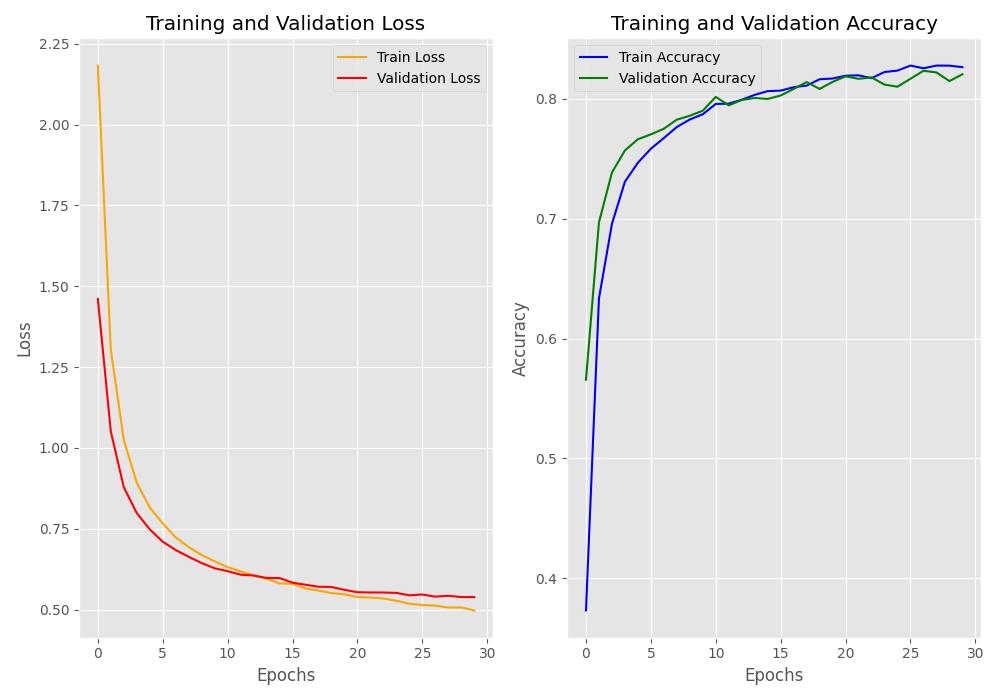 Training and Validation Loss
Train Loss
Validation Loss
2.25
2.00
1.75
1.50
1.25
1.00
0.75
0.50
Loss
0 5 10 15 20 25 30
Epochs
Training and Validation Accuracy
Train Accuracy
Validation Accuracy
0.8
0.7
0.6
0.5
0.4
Accuracy
0 5 10 15 20 25 30
Epochs